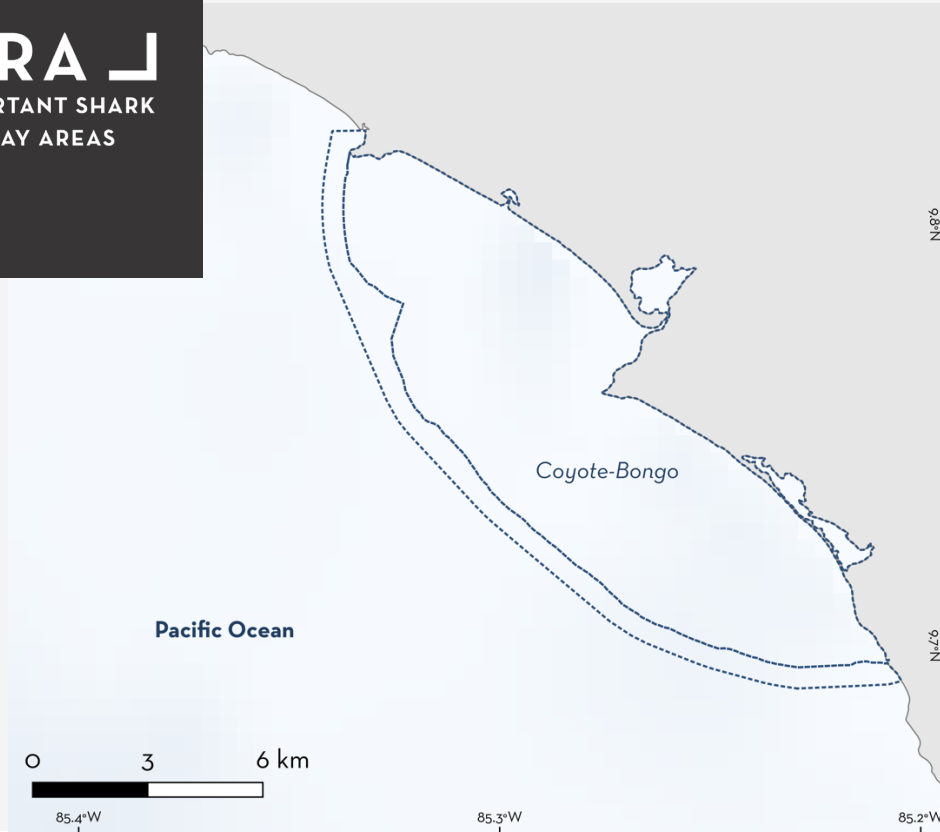 RA
RTANT SHARK
AY AREAS
9.8°N
Coyote-Bongo
Pacific Ocean
9.7°N
0 3 6 km
85.4°W 85.3°W 85.2°W